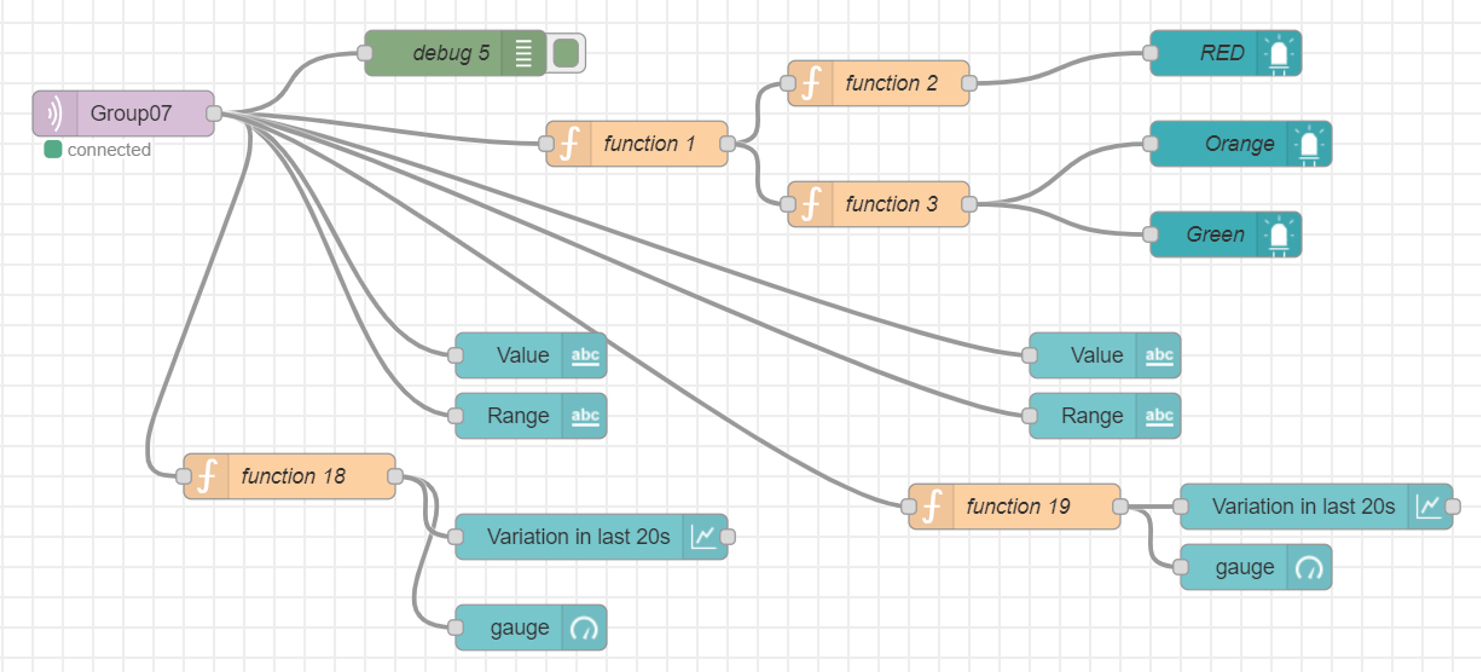 debug 5
RED
function 2
Group07
connected
function 1
Orange
function 3
Green
Value abc
Value abc
Range abc
Range abc
function 18
function 19
Variation in last 20s
Variation in last 20s
gauge
gauge